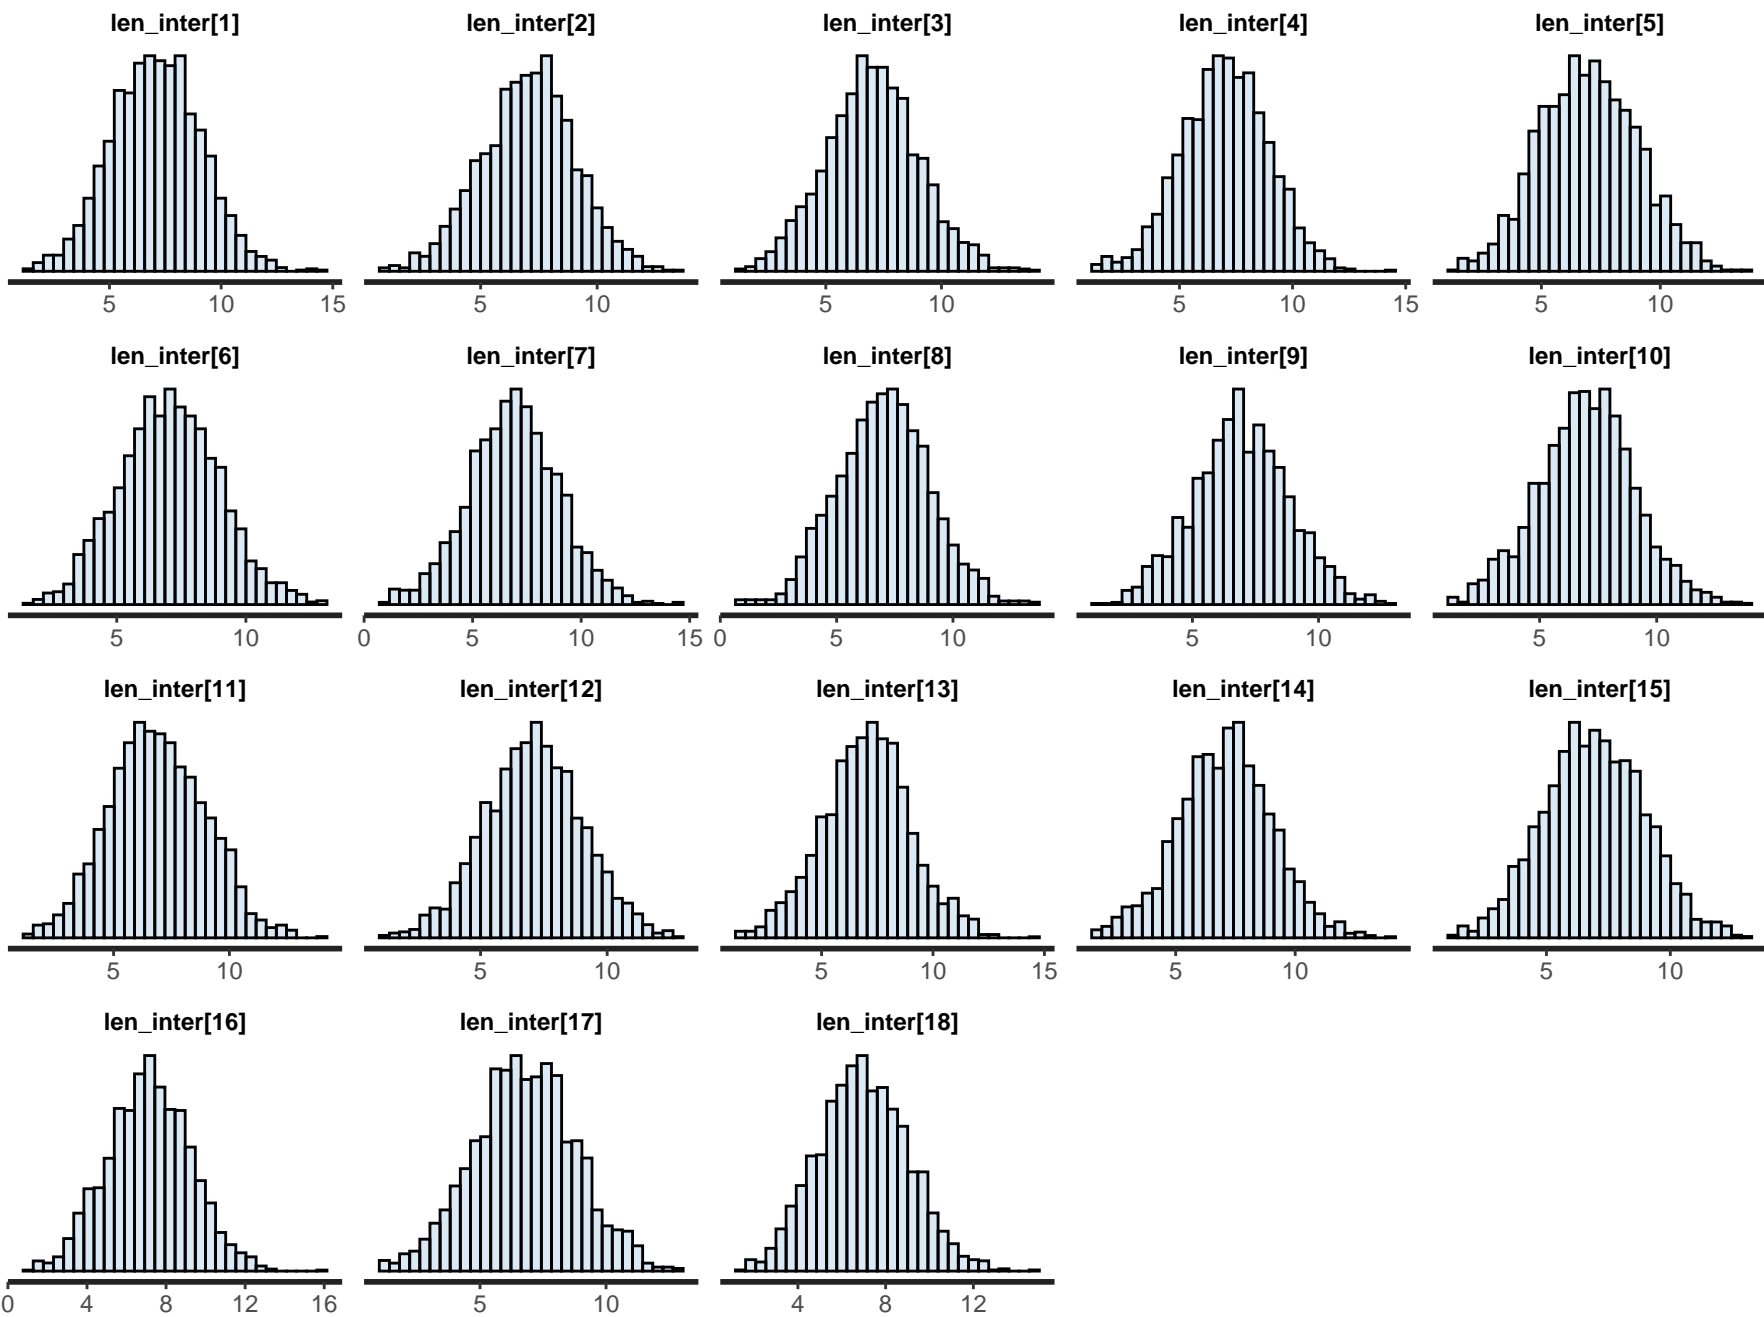 len_inter[1] len_inter[2] len_inter[3] len_inter[4] len_inter[5]
5 10 15 5 10 5 10 5 10 15 5 10
len_inter[6] len_inter[7] len_inter[8] len_inter[9] len_inter[10]
5 10 0 5 10 15 0 5 10 5 10 5 10
len_inter[11] len_inter[12] len_inter[13] len_inter[14] len_inter[15]
5 10 5 10 5 10 15 5 10 5 10
len_inter[16] len_inter[17] len_inter[18]
0 4 8 12 16 5 10 4 8 12